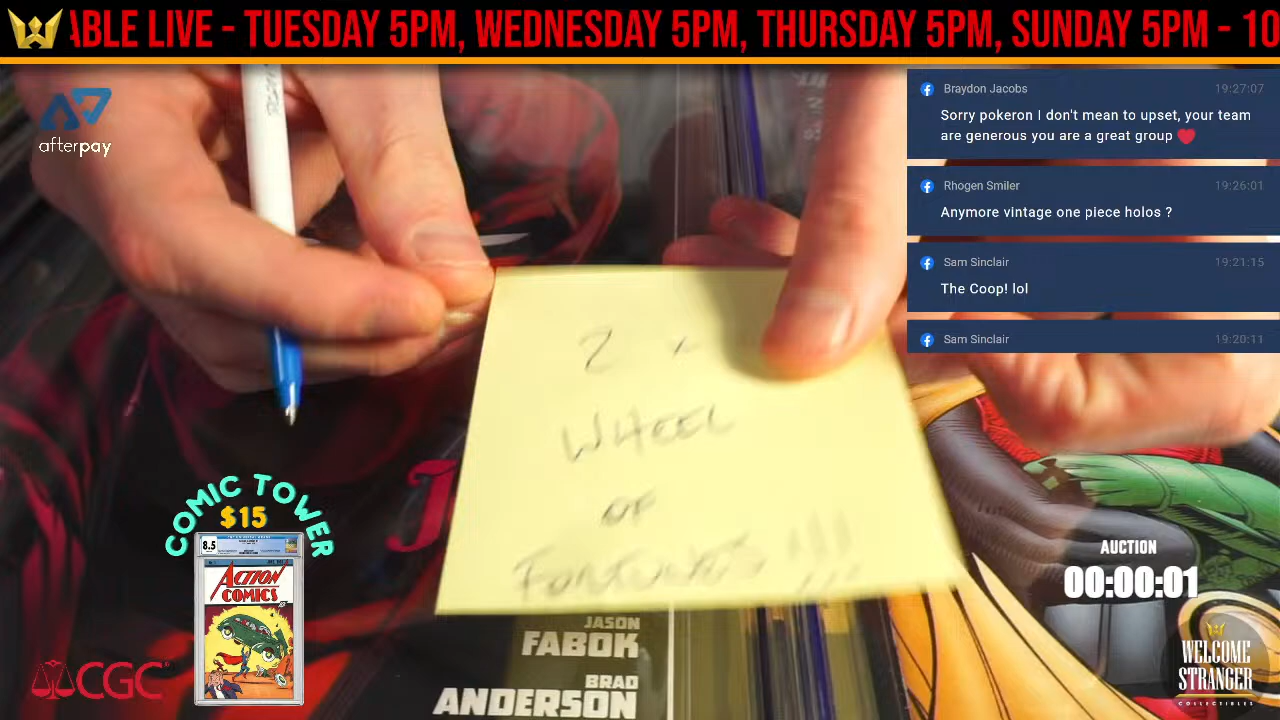 ABLE LIVE - TUESDAY 5PM, WEDNESDAY 5PM, THURSDAY 5PM, SUNDAY 5PM - 10
afterpay
Braydon Jacobs 19:27:07
Sorry pokeron I don't mean to upset, your team
are generous you are a great group ❤
Rhogen Smiler 19:26:01
Anymore vintage one piece holos ?
Sam Sinclair 19:21:15
The Coop! lol
Sam Sinclair 19:20:11
2 x
WHEEL
OF
!!!
COMIC TOWER
$15
8.5
ACTION
COMICS
CGC
JASON
FABOK
BRAD
ANDERSON
AUCTION
00:00:01
WELCOME
STRANGER
COLLECTIBLES